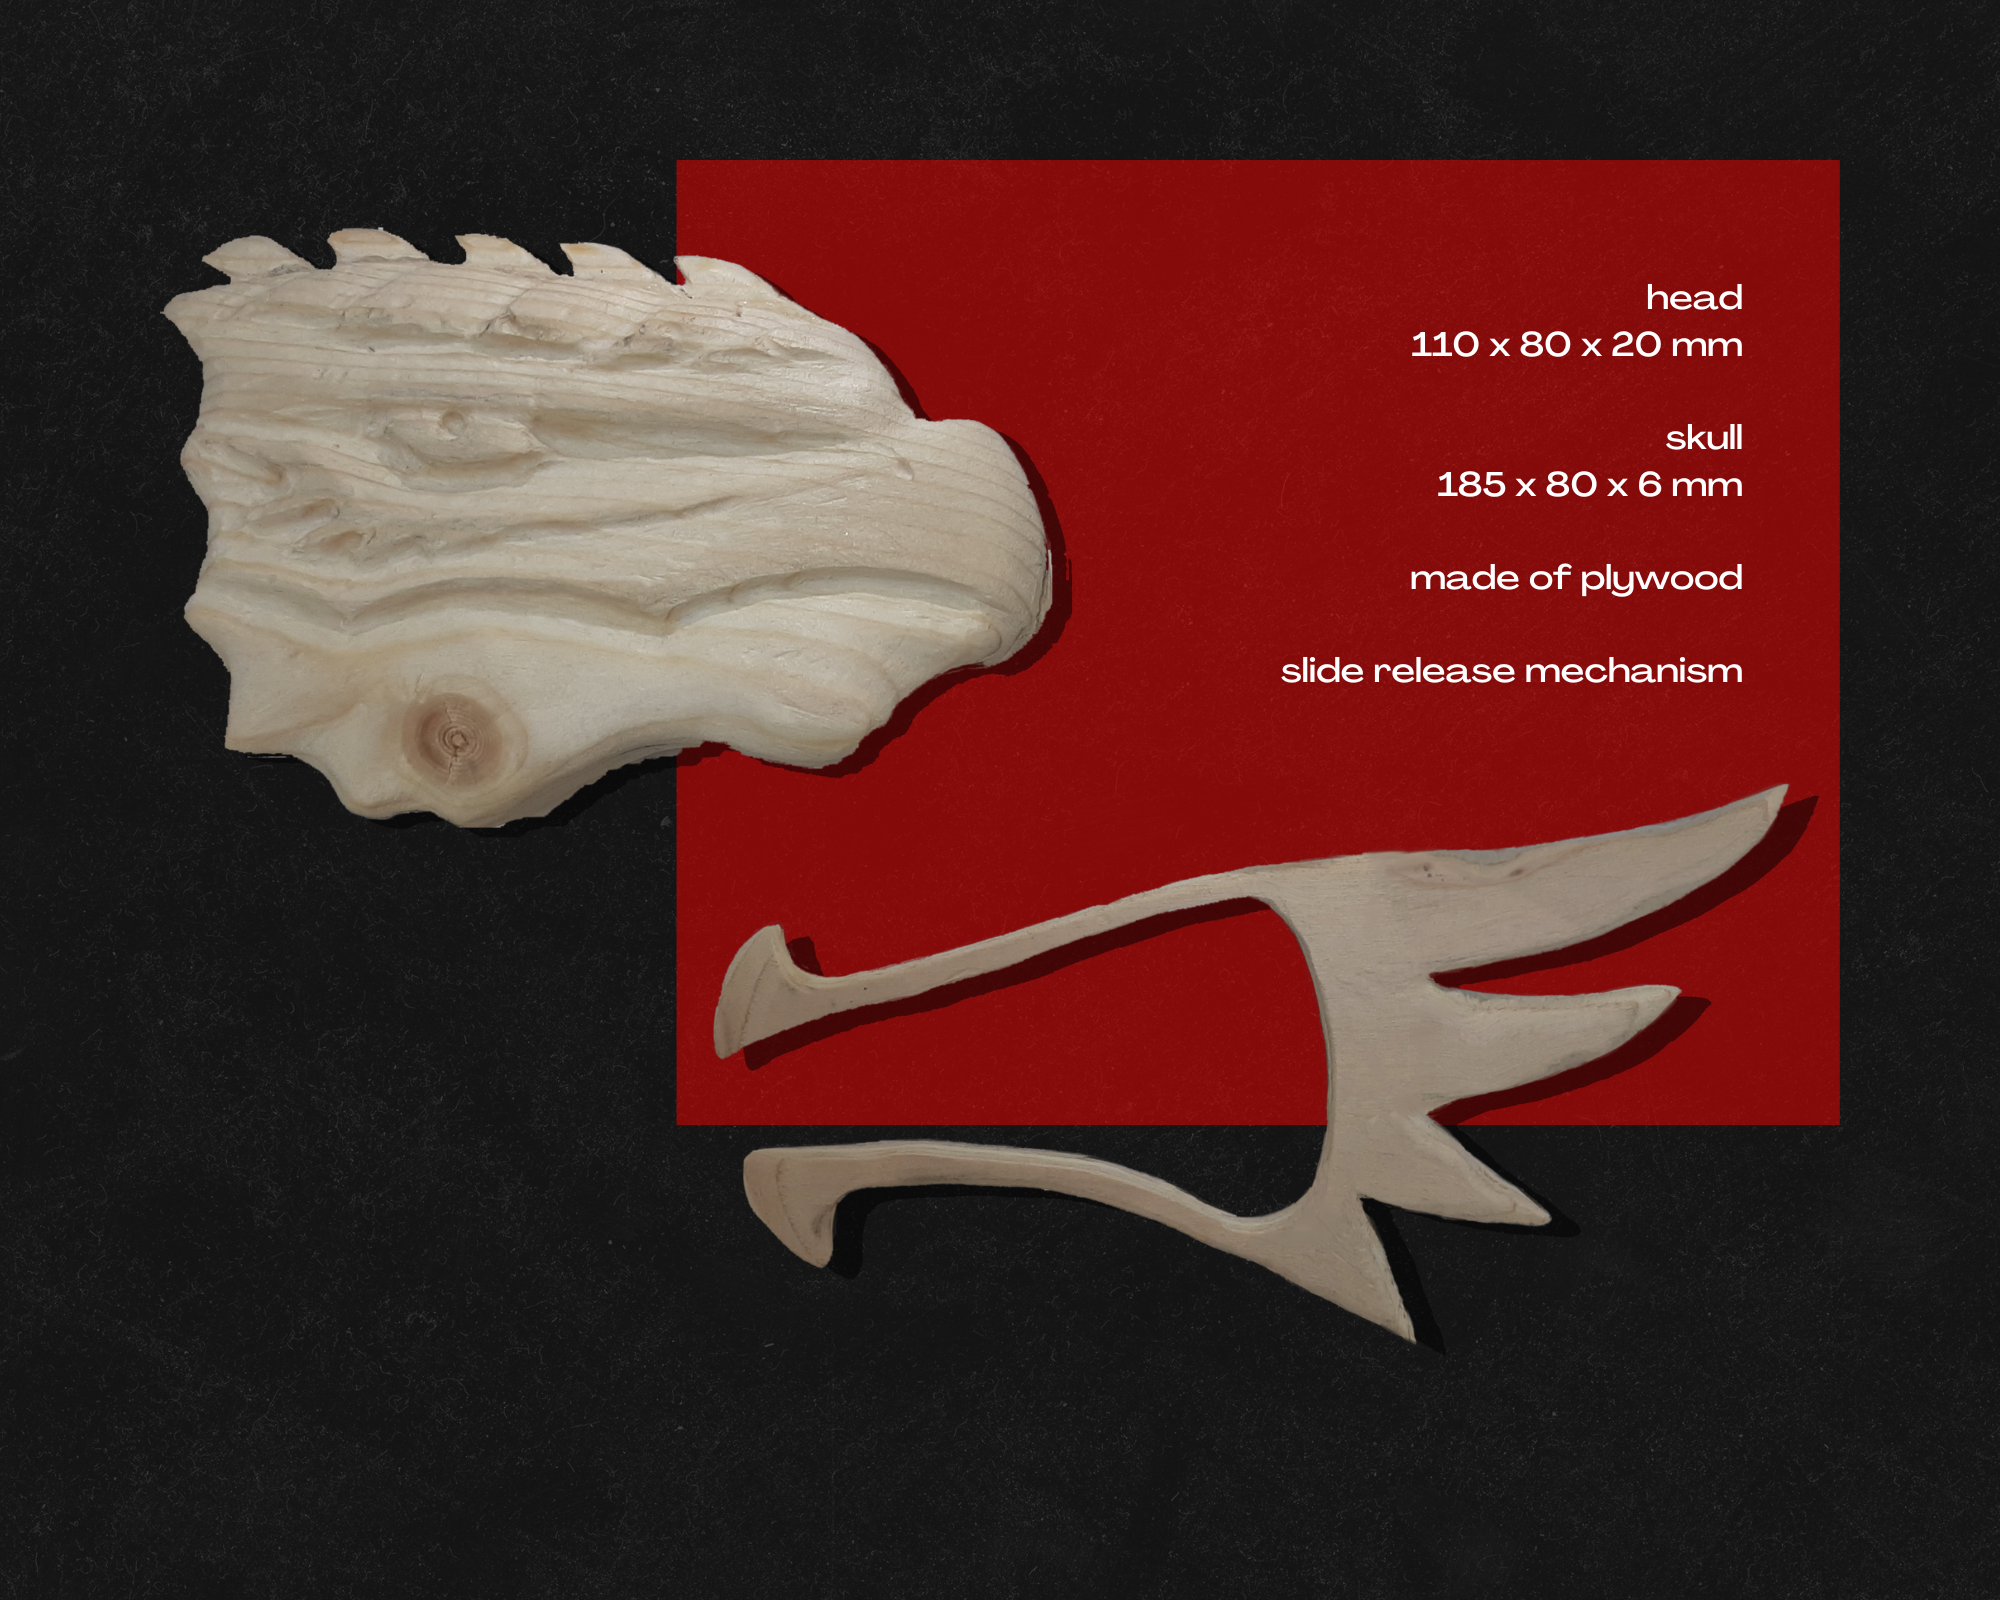 head
110 x 80 x 20 mm
skull
185 x 80 x 6 mm
made of plywood
slide release mechanism